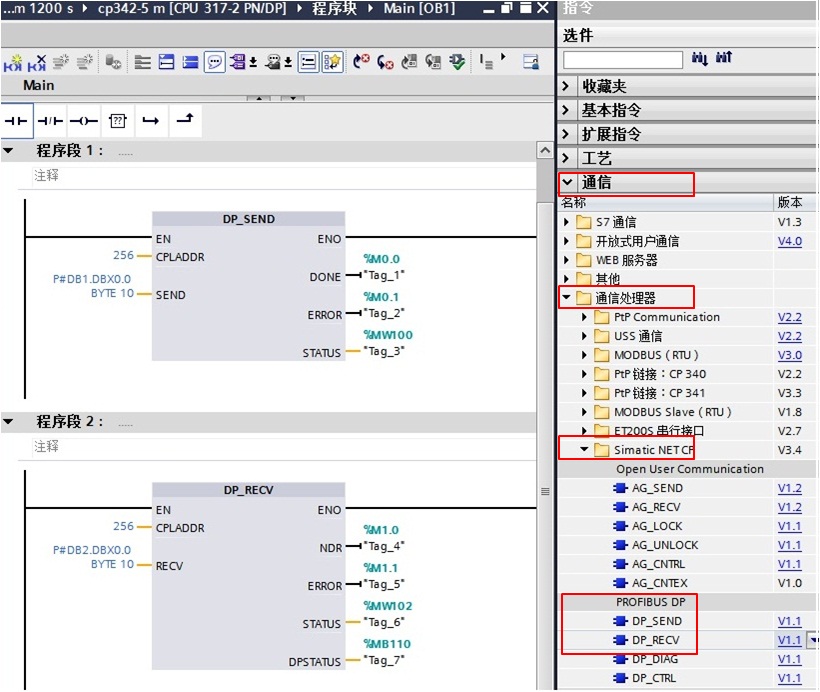 ...m 1200 s ▸ cp342-5 m [CPU 317-2 PN/DP] ▸ 程序块 ▸ Main [OB1]
Main
??
程序段 1： .....
注释
DP_SEND
EN
ENO
256
CPLADDR
%M0.0
DONE
"Tag_1"
P#DB1.DBX0.0
BYTE 10
SEND
%M0.1
ERROR
"Tag_2"
%MW100
STATUS
"Tag_3"
程序段 2： .....
注释
DP_RECV
EN
ENO
256
CPLADDR
%M1.0
NDR
"Tag_4"
P#DB2.DBX0.0
BYTE 10
RECV
%M1.1
ERROR
"Tag_5"
%MW102
STATUS
"Tag_6"
%MB110
DPSTATUS
"Tag_7"
指令
选件
收藏夹
基本指令
扩展指令
工艺
通信
名称 版本
S7 通信 V1.3
开放式用户通信 V4.0
WEB 服务器
其他
通信处理器
PtP Communication V2.2
USS 通信 V2.2
MODBUS（RTU） V3.0
PtP 链接：CP 340 V2.2
PtP 链接：CP 341 V3.3
MODBUS Slave（RTU） V1.8
ET200S 串行接口 V2.7
Simatic NET CP V3.4
Open User Communication
AG_SEND V1.2
AG_RECV V1.2
AG_LOCK V1.1
AG_UNLOCK V1.1
AG_CNTRL V1.1
AG_CNTEX V1.0
PROFIBUS DP
DP_SEND V1.1
DP_RECV V1.1
DP_DIAG V1.1
DP_CTRL V1.1